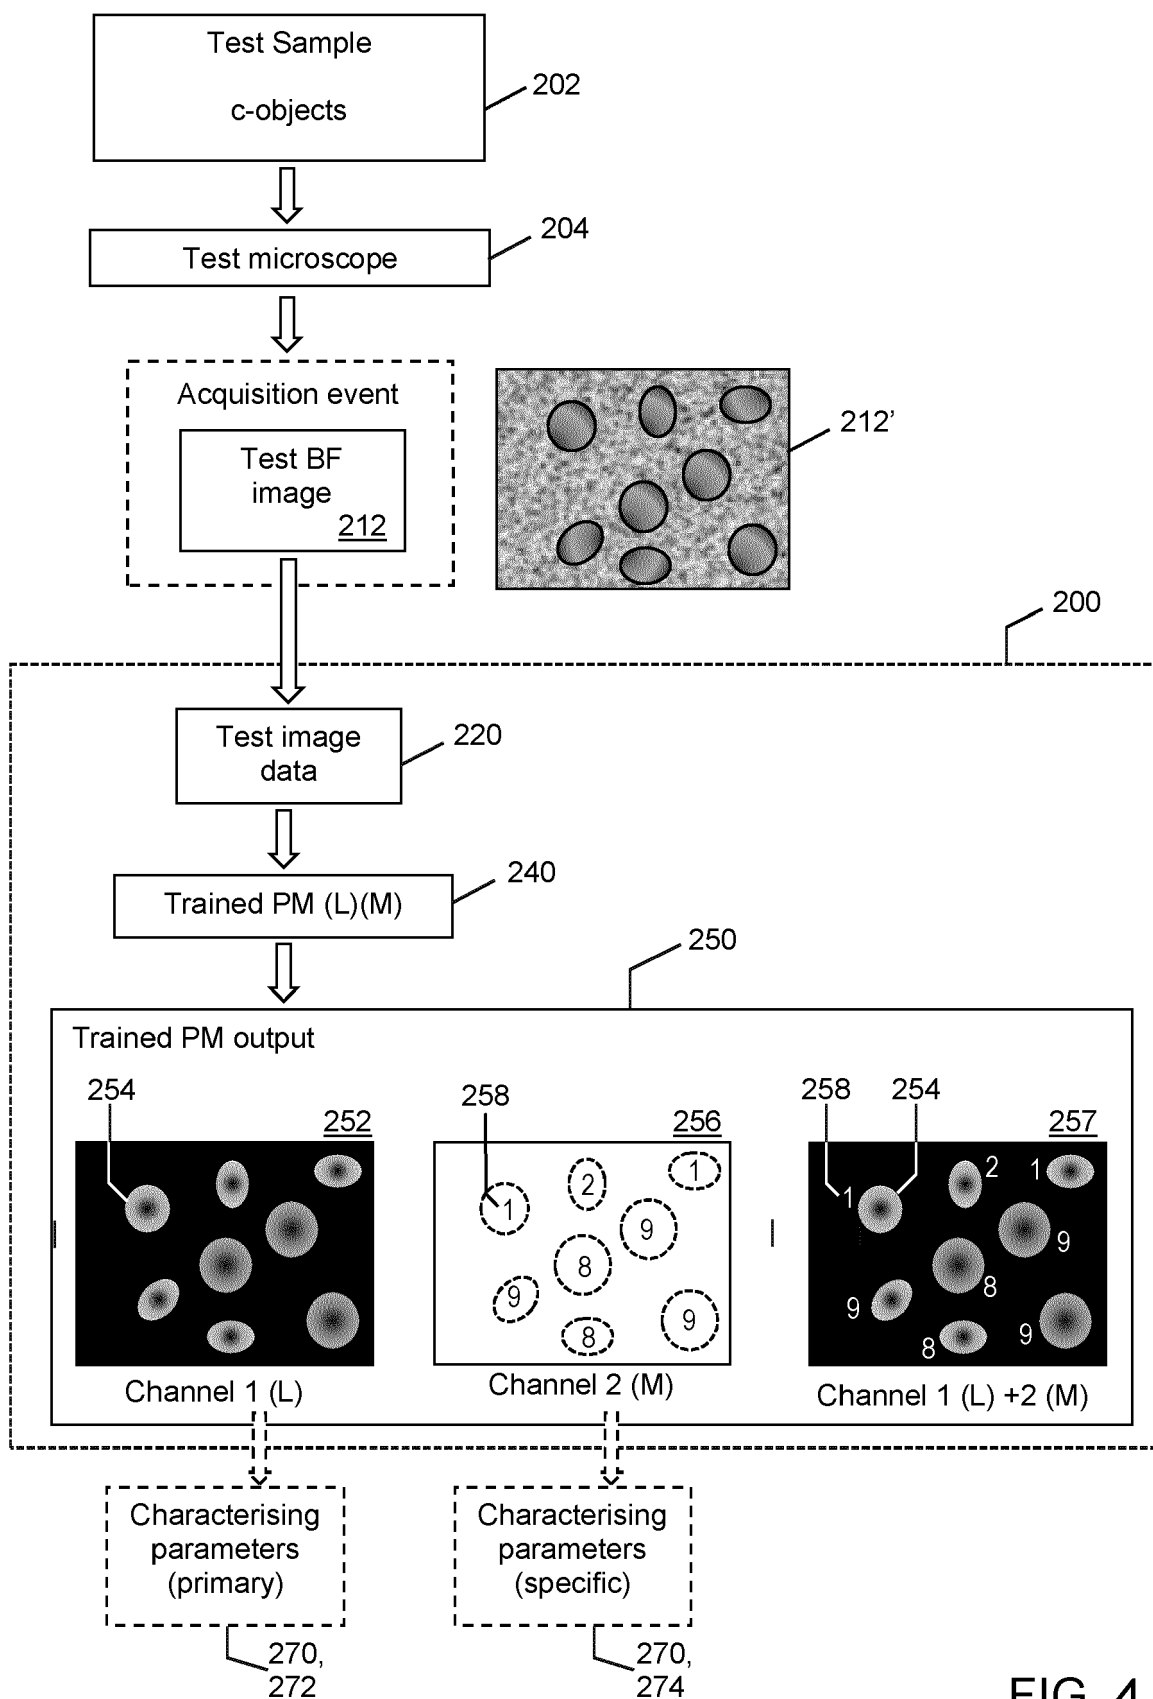 Test Sample
c-objects
202
204
Test microscope
Acquisition event
Test BF
image
212
212’
200
Test image
data
220
240
Trained PM (L)(M)
250
Trained PM output
254
252
258
256
258
254
257
2
1
1
1
9
8
9
9
8
2
1
1
9
8
9
8
9
Channel 1 (L)
Channel 2 (M)
Channel 1 (L) +2 (M)
Characterising
parameters
(primary)
Characterising
parameters
(specific)
270,
272
270,
274
FIG. 4